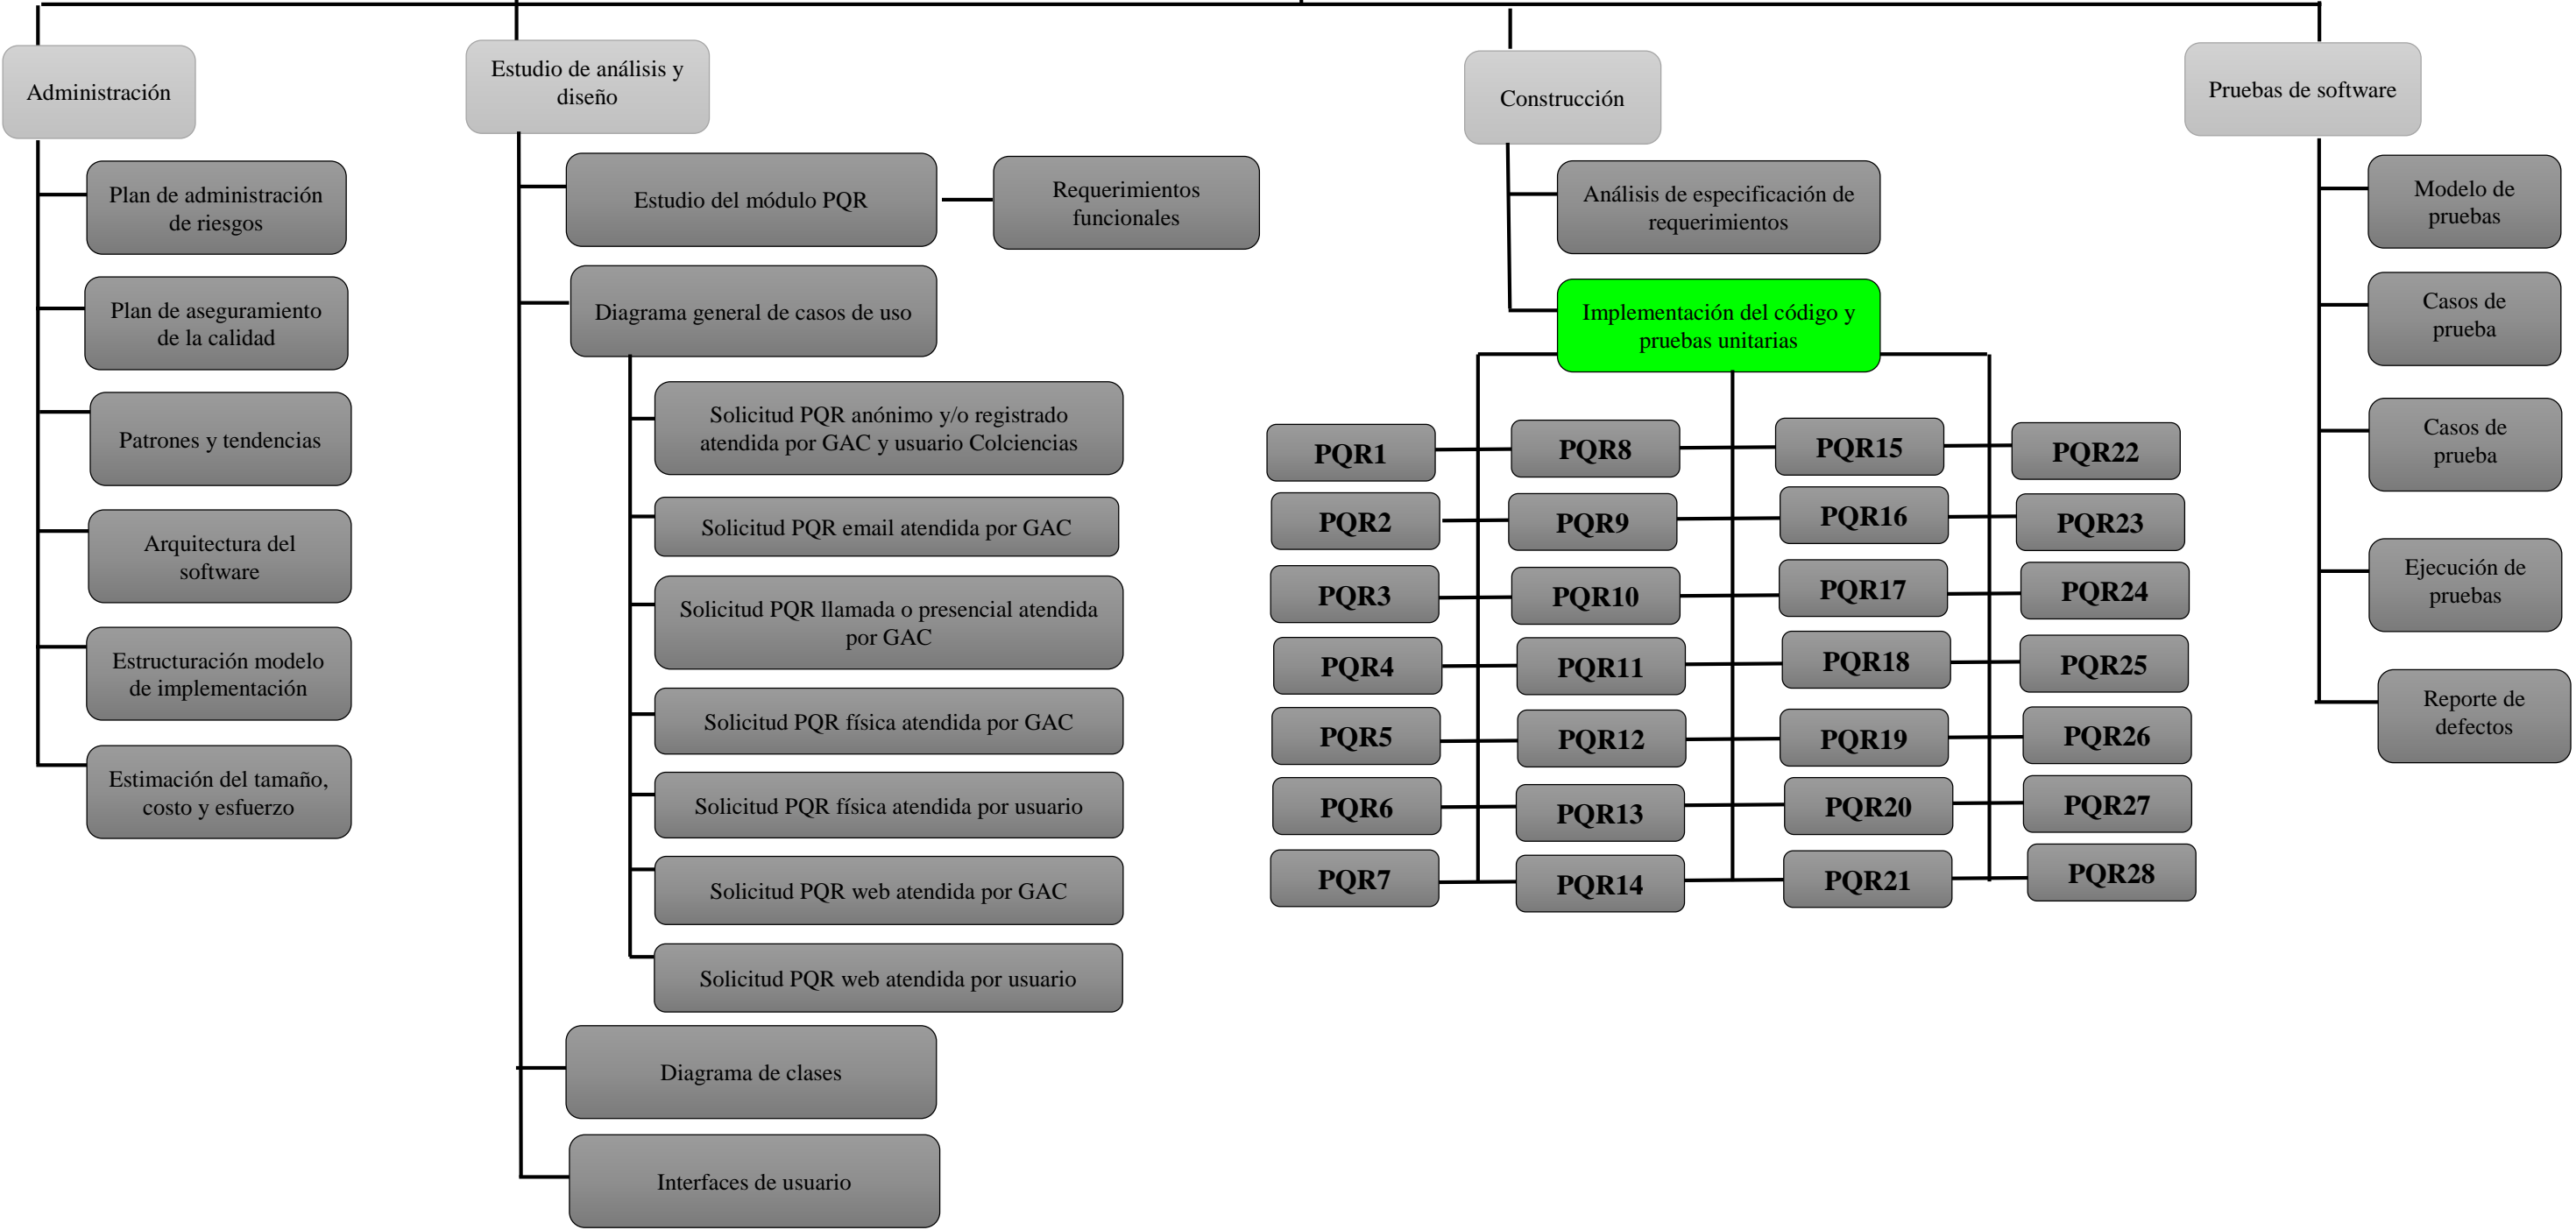 Administración
Plan de administración
de riesgos
Plan de aseguramiento
de la calidad
Patrones y tendencias
Arquitectura del
software
Estructuración modelo
de implementación
Estimación del tamaño,
costo y esfuerzo
Estudio de análisis y
diseño
Estudio del módulo PQR
Requerimientos
funcionales
Diagrama general de casos de uso
Solicitud PQR anónimo y/o registrado
atendida por GAC y usuario Colciencias
Solicitud PQR email atendida por GAC
Solicitud PQR llamada o presencial atendida
por GAC
Solicitud PQR física atendida por GAC
Solicitud PQR física atendida por usuario
Solicitud PQR web atendida por GAC
Solicitud PQR web atendida por usuario
Diagrama de clases
Interfaces de usuario
Construcción
Análisis de especificación de
requerimientos
Implementación del código y
pruebas unitarias
PQR1
PQR2
PQR3
PQR4
PQR5
PQR6
PQR7
PQR8
PQR9
PQR10
PQR11
PQR12
PQR13
PQR14
PQR15
PQR16
PQR17
PQR18
PQR19
PQR20
PQR21
PQR22
PQR23
PQR24
PQR25
PQR26
PQR27
PQR28
Pruebas de software
Modelo de
pruebas
Casos de
prueba
Casos de
prueba
Ejecución de
pruebas
Reporte de
defectos